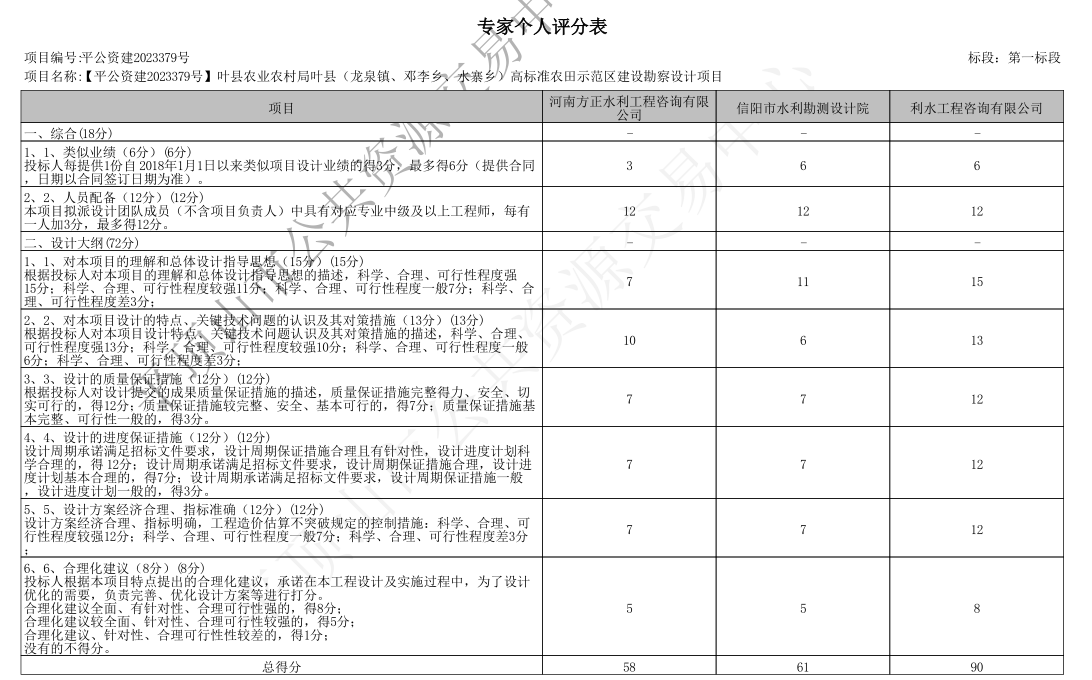 专家个人评分表
项目编号:平公资建2023379号
标段: 第一标段
项目名称:【平公资建2023379号】叶县农业农村局叶县（龙泉镇、邓李乡、水寨乡）高标准农田示范区建设勘察设计项目
项目
河南方正水利工程咨询有限
公司
信阳市水利勘测设计院
利水工程咨询有限公司
一、综合(18分)
-
-
-
1、1、类似业绩（6分）(6分)
投标人每提供1份自2018年1月1日以来类似项目设计业绩的得3分，最多得6分（提供合同
，日期以合同签订日期为准）。
3
6
6
2、2、人员配备（12分）(12分)
本项目拟派设计团队成员（不含项目负责人）中具有对应专业中级及以上工程师，每有
一人加3分，最多得12分。
12
12
12
二、设计大纲(72分)
-
-
-
1、1、对本项目的理解和总体设计指导思想（15分）(15分)
根据投标人对本项目的理解和总体设计指导思想的描述，科学、合理、可行性程度强
15分；科学、合理、可行性程度较强11分；科学、合理、可行性程度一般7分；科学、合
理、可行性程度差3分；
7
11
15
2、2、对本项目设计的特点、关键技术问题的认识及其对策措施（13分）(13分)
根据投标人对本项目设计特点、关键技术问题认识及其对策措施的描述，科学、合理、
可行性程度强13分；科学、合理、可行性程度较强10分；科学、合理、可行性程度一般
6分；科学、合理、可行性程度差3分；
10
6
13
3、3、设计的质量保证措施（12分）(12分)
根据投标人对设计提交的成果质量保证措施的描述，质量保证措施完整得力、安全、切
实可行的，得12分；质量保证措施较完整、安全、基本可行的，得7分；质量保证措施基
本完整、可行性一般的，得3分。
7
7
12
4、4、设计的进度保证措施（12分）(12分)
设计周期承诺满足招标文件要求，设计周期保证措施合理且有针对性，设计进度计划科
学合理的，得 12分；设计周期承诺满足招标文件要求，设计周期保证措施合理，设计进
度计划基本合理的，得7分；设计周期承诺满足招标文件要求，设计周期保证措施一般
，设计进度计划一般的，得3分。
7
7
12
5、5、设计方案经济合理、指标准确（12分）(12分)
设计方案经济合理、指标明确，工程造价估算不突破规定的控制措施：科学、合理、可
行性程度较强12分；科学、合理、可行性程度一般7分；科学、合理、可行性程度差3分
；
7
7
12
6、6、合理化建议（8分）(8分)
投标人根据本项目特点提出的合理化建议，承诺在本工程设计及实施过程中，为了设计
优化的需要，负责完善、优化设计方案等进行打分。
合理化建议全面、有针对性、合理可行性强的，得8分；
合理化建议较全面、针对性、合理可行性较强的，得5分；
合理化建议、针对性、合理可行性性较差的，得1分；
没有的不得分。
5
5
8
总得分
58
61
90
平顶山市公共资源交易中
顶山市公共资源交易中心